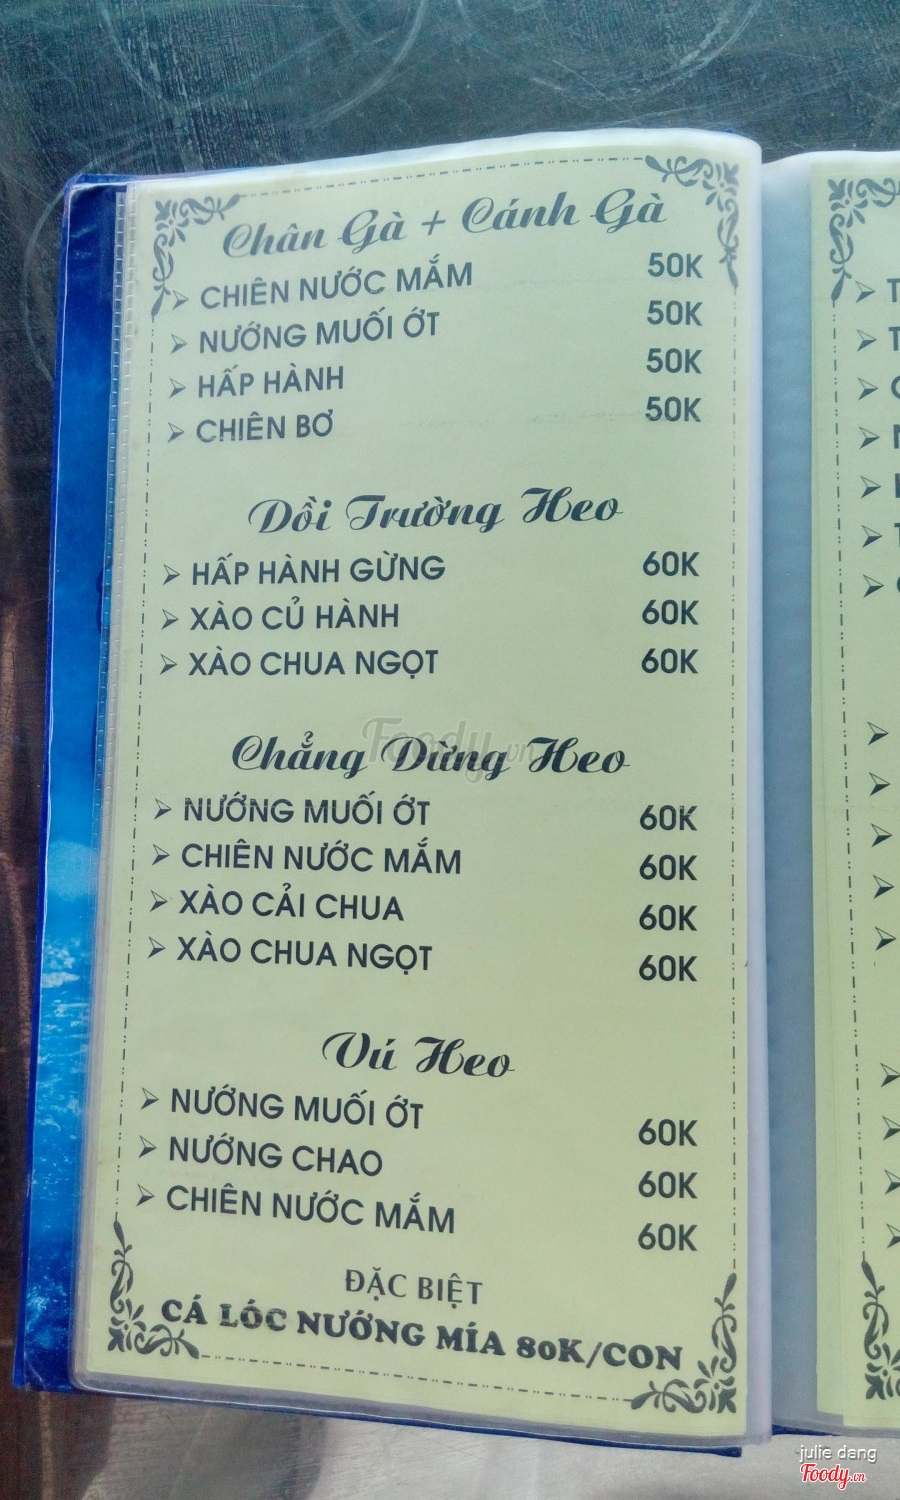 Chân Gà + Cánh Gà
CHIÊN NƯỚC MẮM 50K
NƯỚNG MUỐI ỚT 50K
HẤP HÀNH 50K
CHIÊN BƠ 50K
Dồi Trường Heo
HẤP HÀNH GỪNG 60K
XÀO CỦ HÀNH 60K
XÀO CHUA NGỌT 60K
Chẳng Dừng Heo
NƯỚNG MUỐI ỚT 60K
CHIÊN NƯỚC MẮM 60K
XÀO CẢI CHUA 60K
XÀO CHUA NGỌT 60K
Vú Heo
NƯỚNG MUỐI ỚT 60K
NƯỚNG CHAO 60K
CHIÊN NƯỚC MẮM 60K
ĐẶC BIỆT
CÁ LÓC NƯỚNG MÍA 80K/CON
Foody.vn
julie dang
Foody.vn